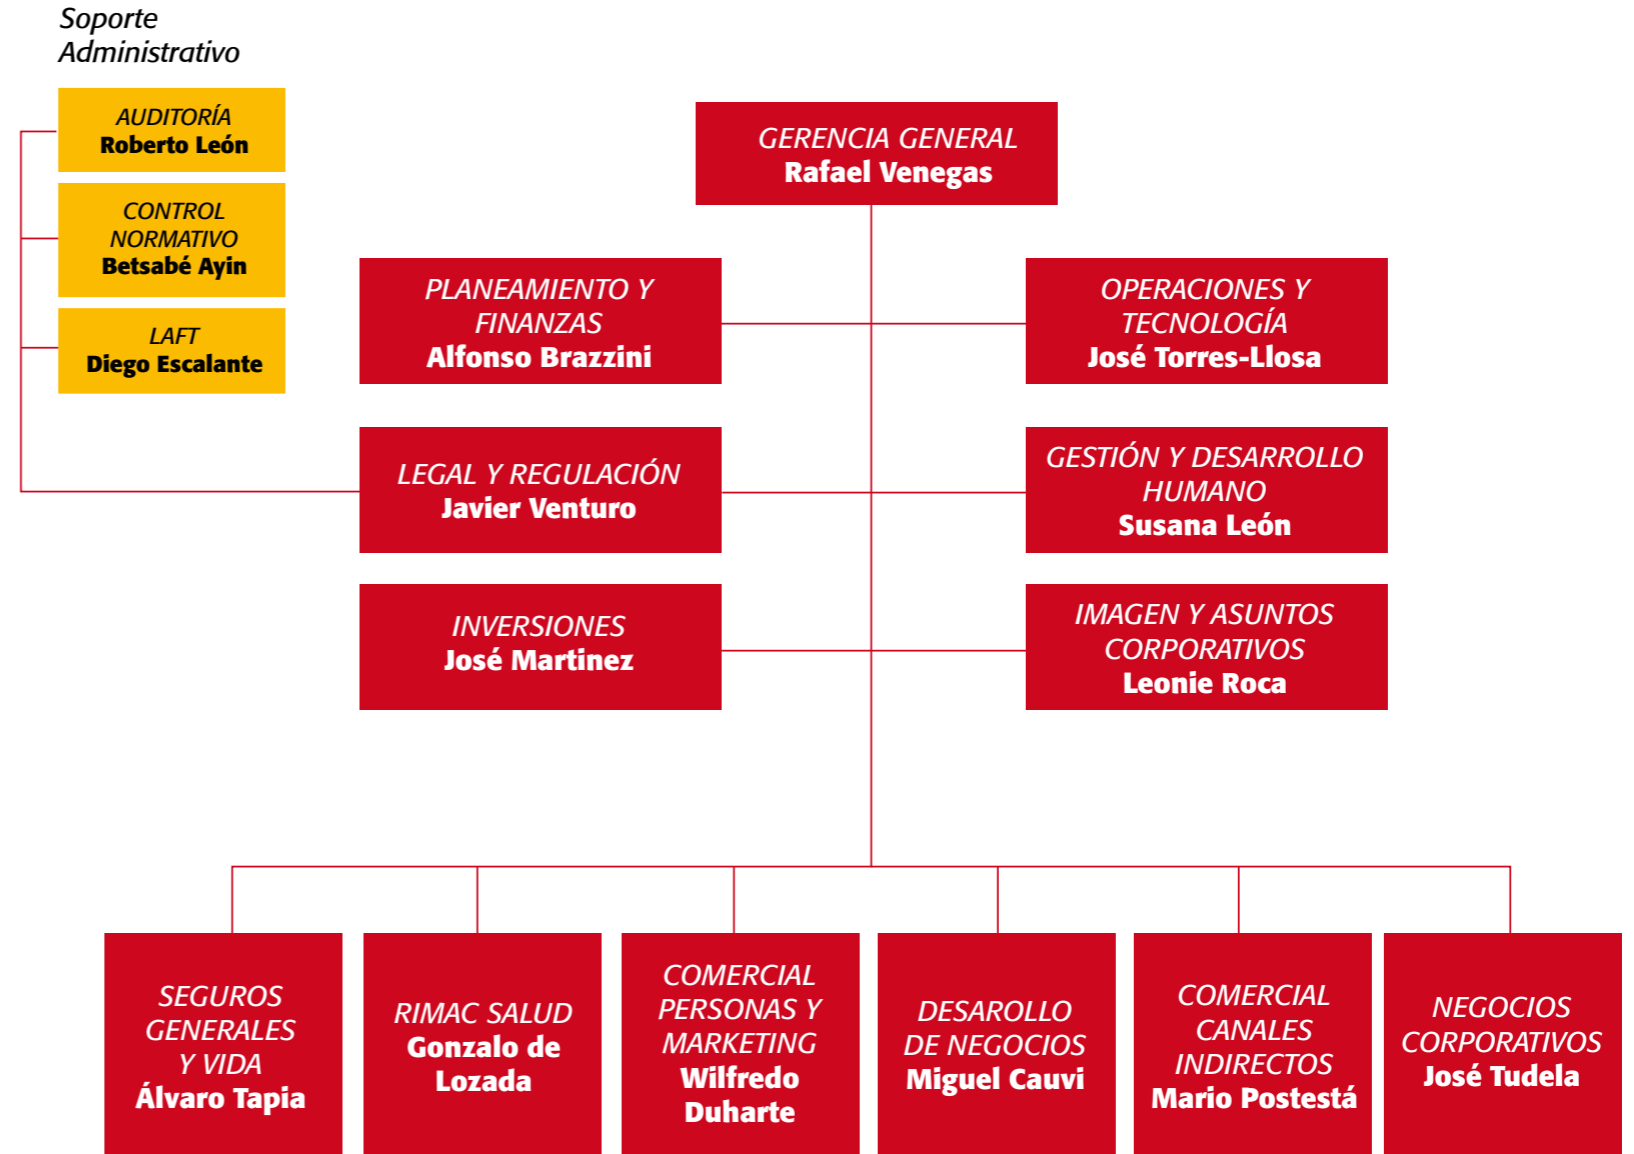 Soporte
Administrativo
AUDITORÍA
Roberto León
CONTROL
NORMATIVO
Betsabé Ayin
LAFT
Diego Escalante
GERENCIA GENERAL
Rafael Venegas
PLANEAMIENTO Y
FINANZAS
Alfonso Brazzini
OPERACIONES Y
TECNOLOGÍA
José Torres-Llosa
LEGAL Y REGULACIÓN
Javier Venturo
GESTIÓN Y DESARROLLO
HUMANO
Susana León
INVERSIONES
José Martinez
IMAGEN Y ASUNTOS
CORPORATIVOS
Leonie Roca
SEGUROS
GENERALES
Y VIDA
Álvaro Tapia
RIMAC SALUD
Gonzalo de
Lozada
COMERCIAL
PERSONAS Y
MARKETING
Wilfredo
Duharte
DESAROLLO
DE NEGOCIOS
Miguel Cauvi
COMERCIAL
CANALES
INDIRECTOS
Mario Postestá
NEGOCIOS
CORPORATIVOS
José Tudela